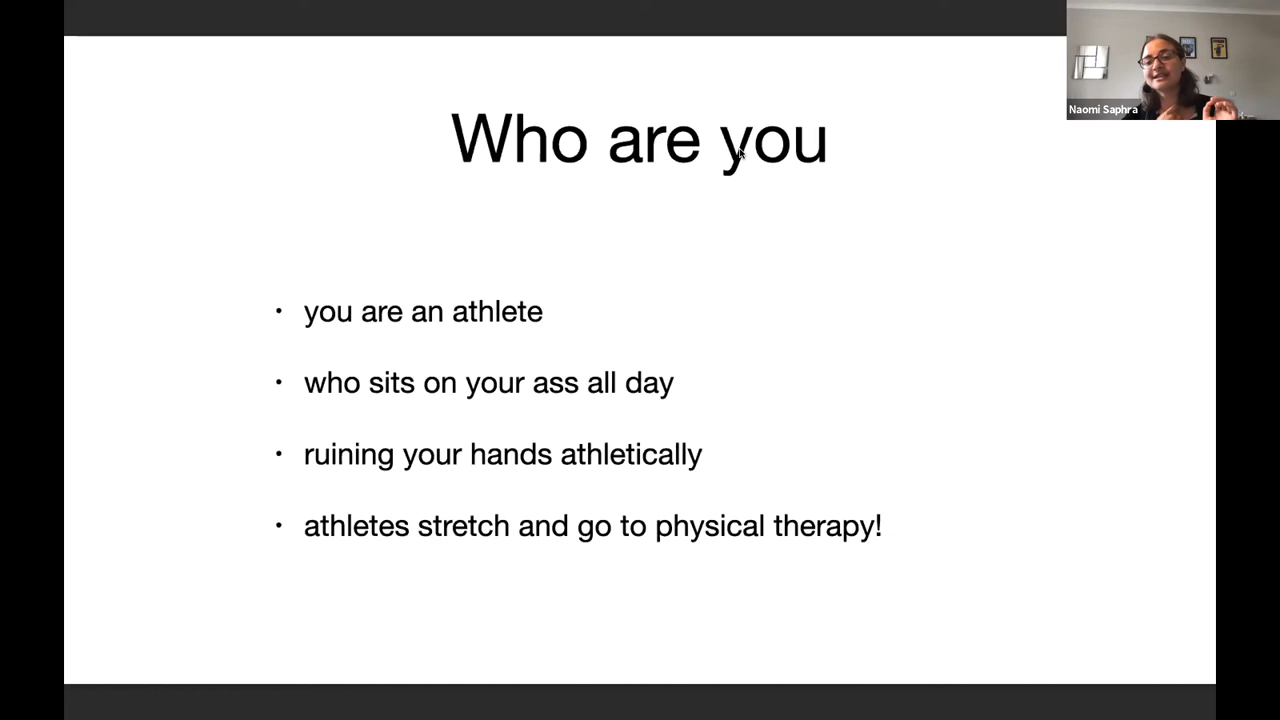 Naomi Saphra
Who are you
• you are an athlete
• who sits on your ass all day
• ruining your hands athletically
• athletes stretch and go to physical therapy!